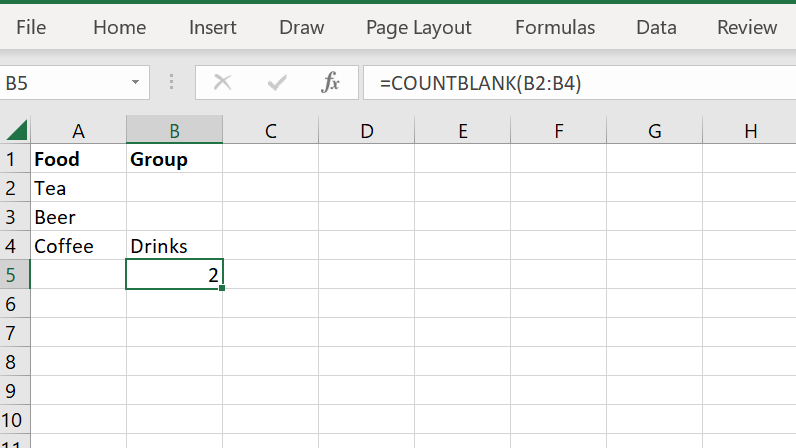 File Home Insert Draw Page Layout Formulas Data Review
B5 fx =COUNTBLANK(B2:B4)
A B C D E F G H
1 Food Group
2 Tea
3 Beer
4 Coffee Drinks
5 2
6
7
8
9
10
11